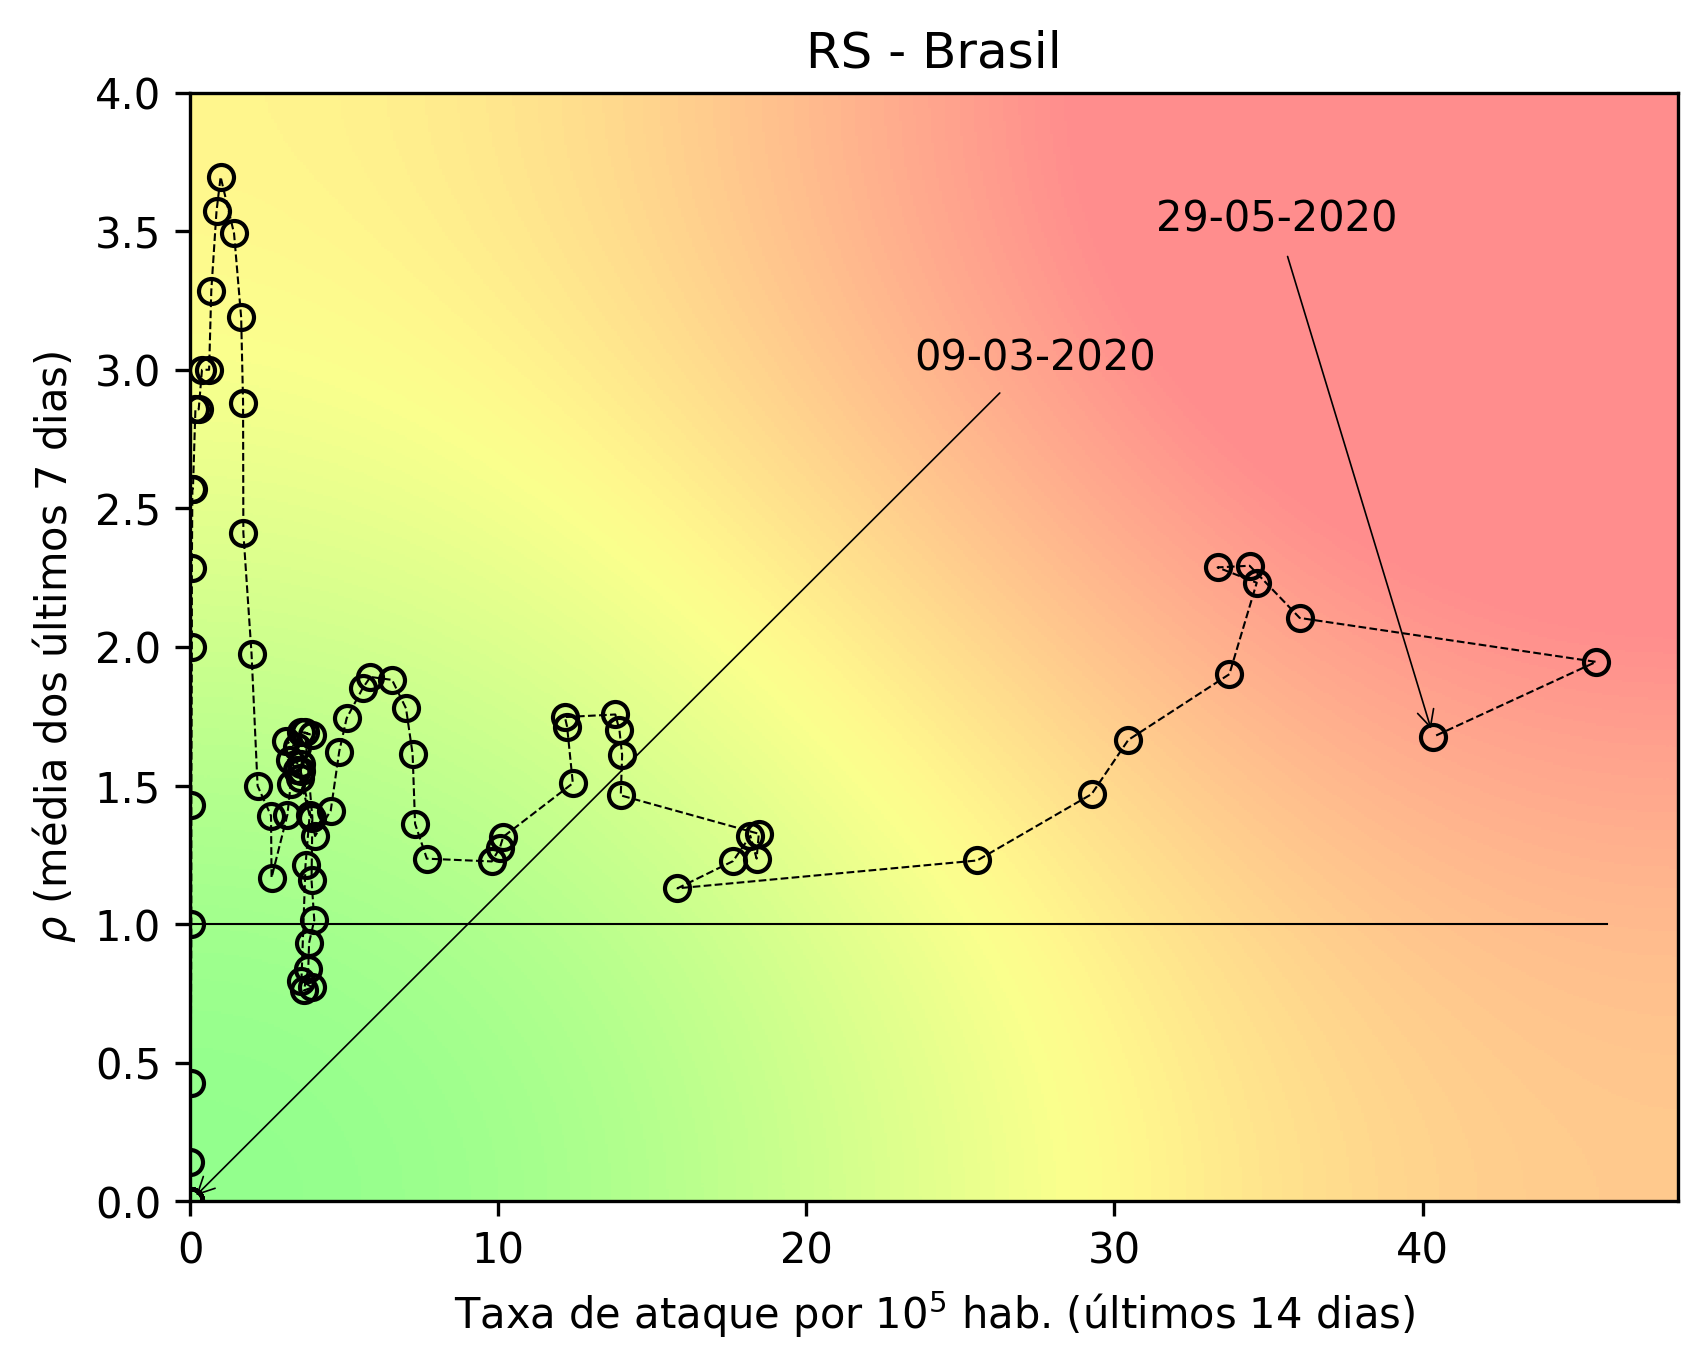 RS - Brasil
4.0
3.5
3.0
2.5
2.0
1.5
1.0
0.5
0.0
ρ (média dos últimos 7 dias)
29-05-2020
09-03-2020
0 10 20 30 40
Taxa de ataque por 10⁵ hab. (últimos 14 dias)